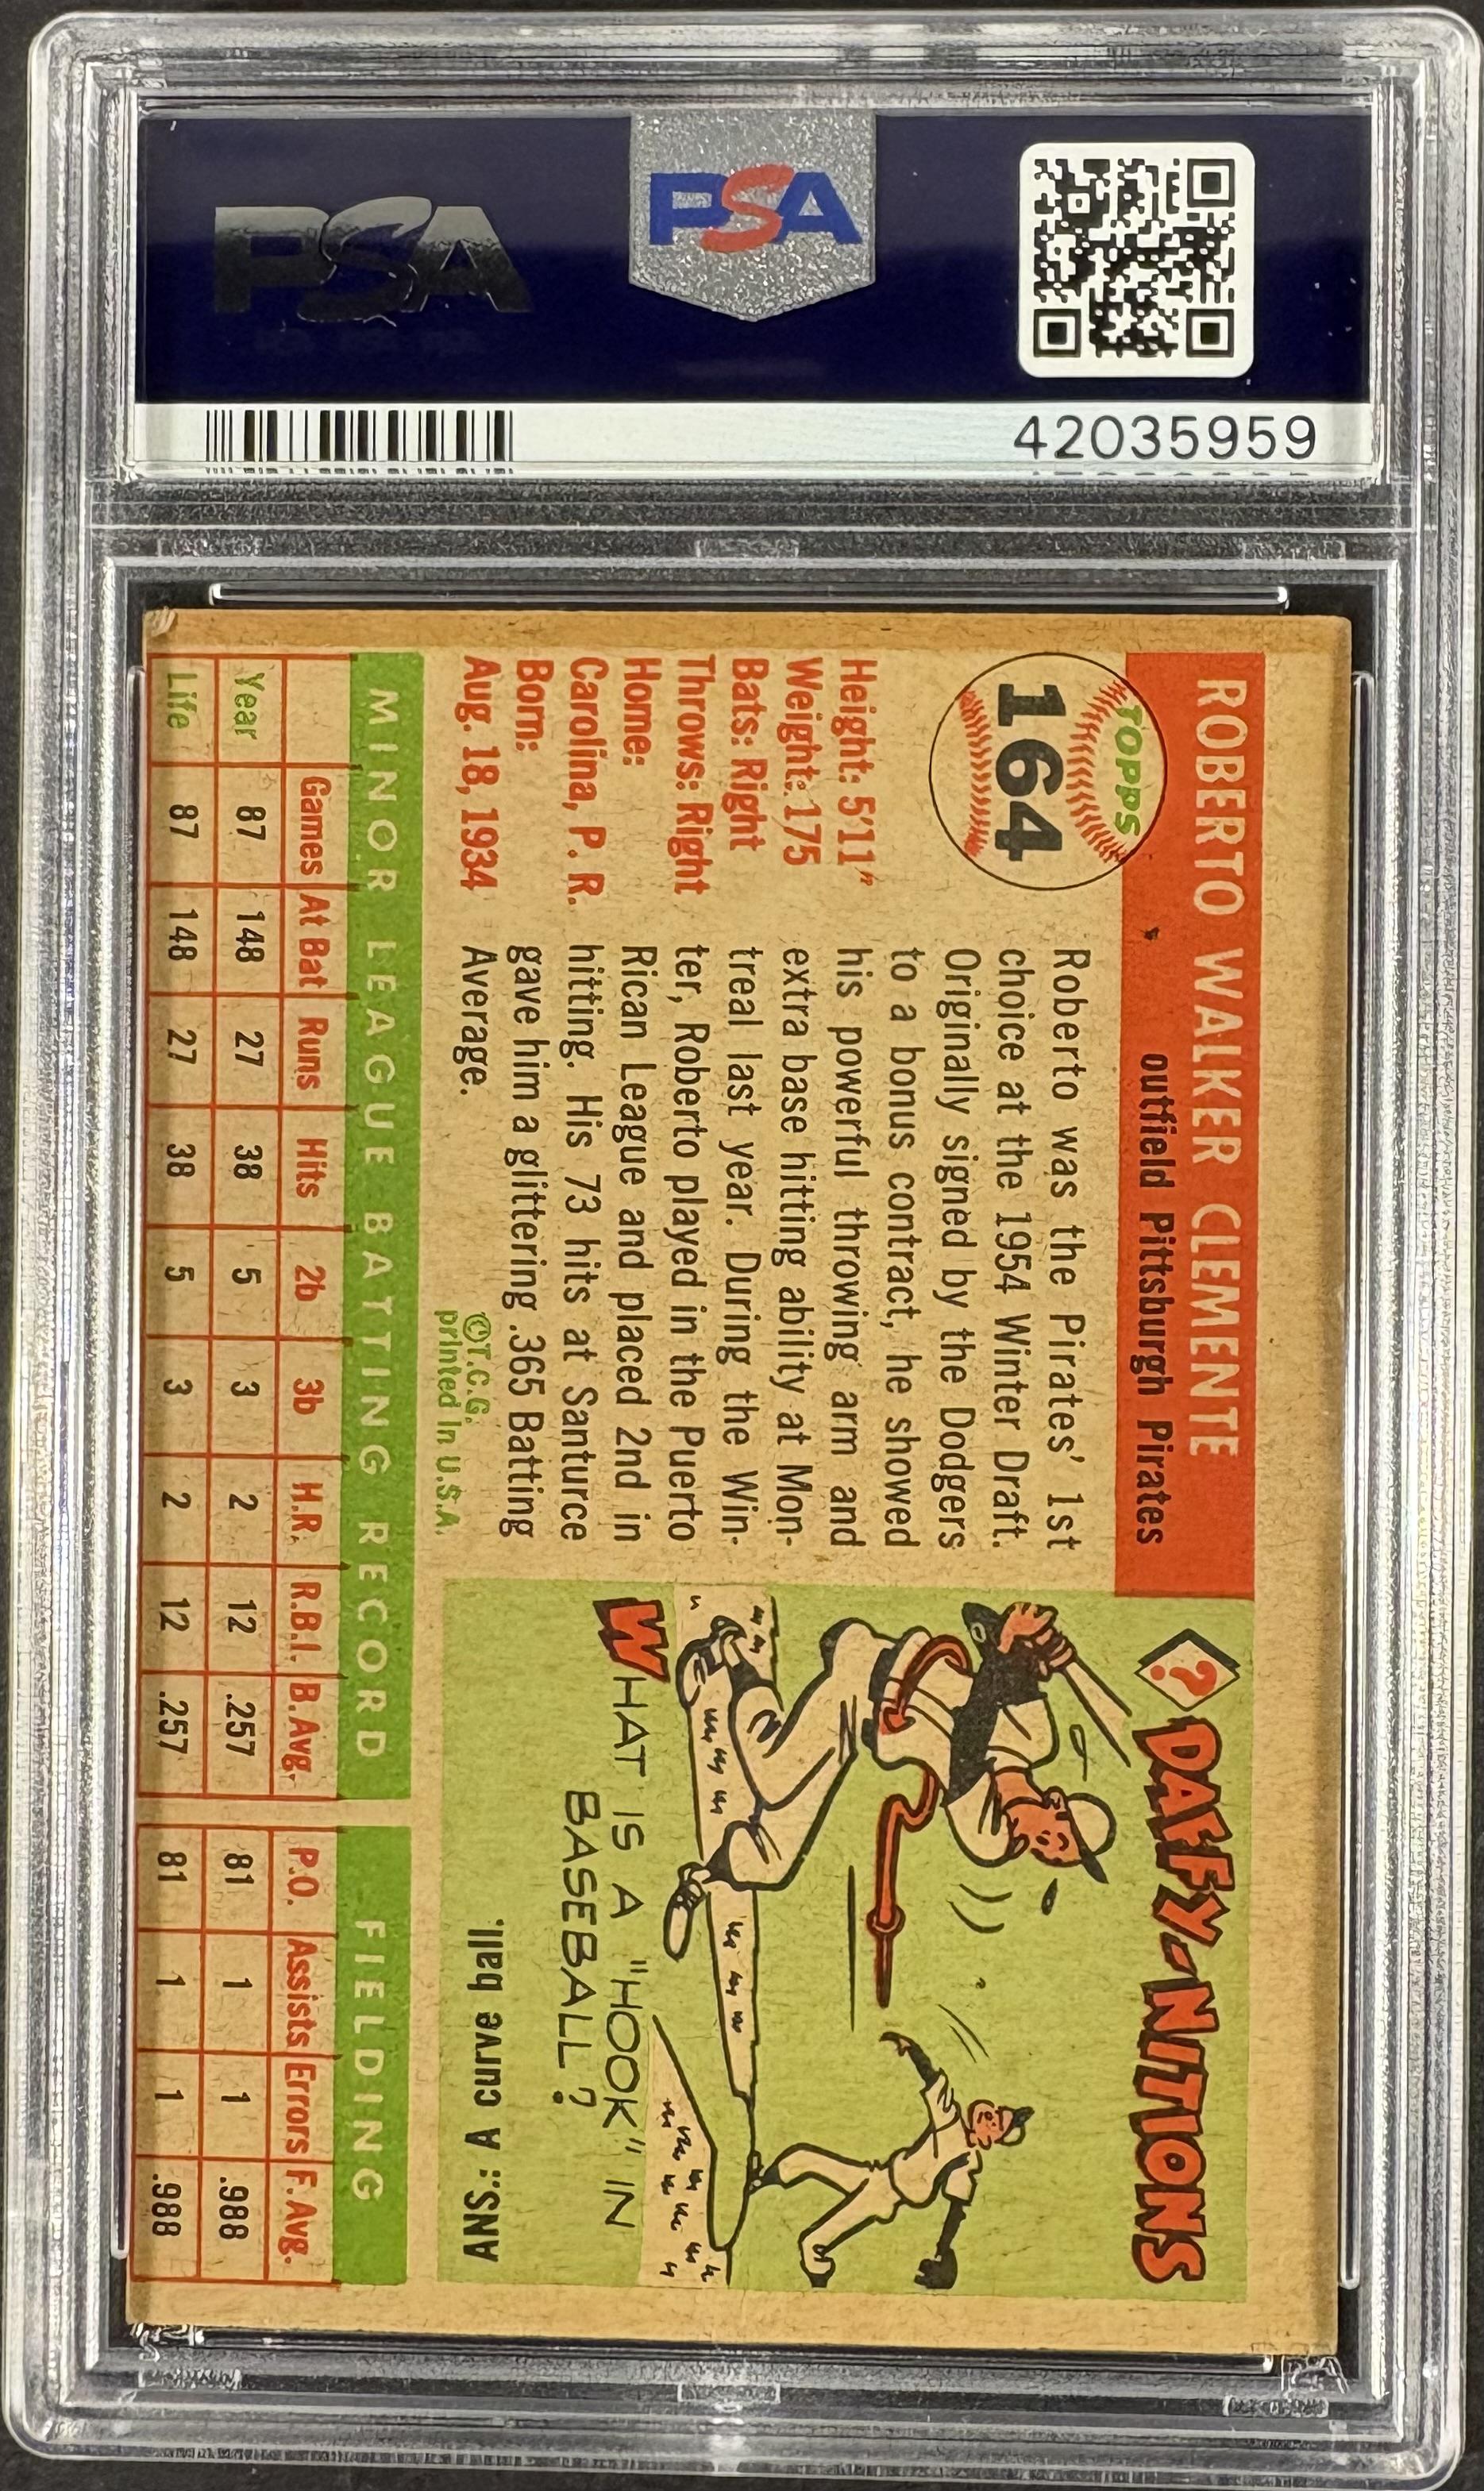 PSA
PSA
42035959
TOPPS
164
ROBERTO WALKER CLEMENTE
outfield Pittsburgh Pirates
Height: 5'11"
Weight: 175
Bats: Right
Throws: Right
Home:
Carolina, P. R.
Born:
Aug. 18, 1934
Roberto was the Pirates' 1st
choice at the 1954 Winter Draft.
Originally signed by the Dodgers
to a bonus contract, he showed
his powerful throwing arm and
extra base hitting ability at Mon-
treal last year. During the Win-
ter, Roberto played in the Puerto
Rican League and placed 2nd in
hitting. His 73 hits at Santurce
gave him a glittering .365 Batting
Average.
©T.C.G.
printed in U.S.A.
? DAFFY-NITIONS
WHAT IS A "HOOK" IN
BASEBALL?
ANS.: A curve ball.
MINOR LEAGUE BATTING RECORD FIELDING
Games At Bat Runs Hits 2b 3b H.R. R.B.I. B.Avg. P.O. Assists Errors F. Avg.
Year 87 148 27 38 5 3 2 12 .257 81 1 1 .988
Life 87 148 27 38 5 3 2 12 .257 81 1 1 .988